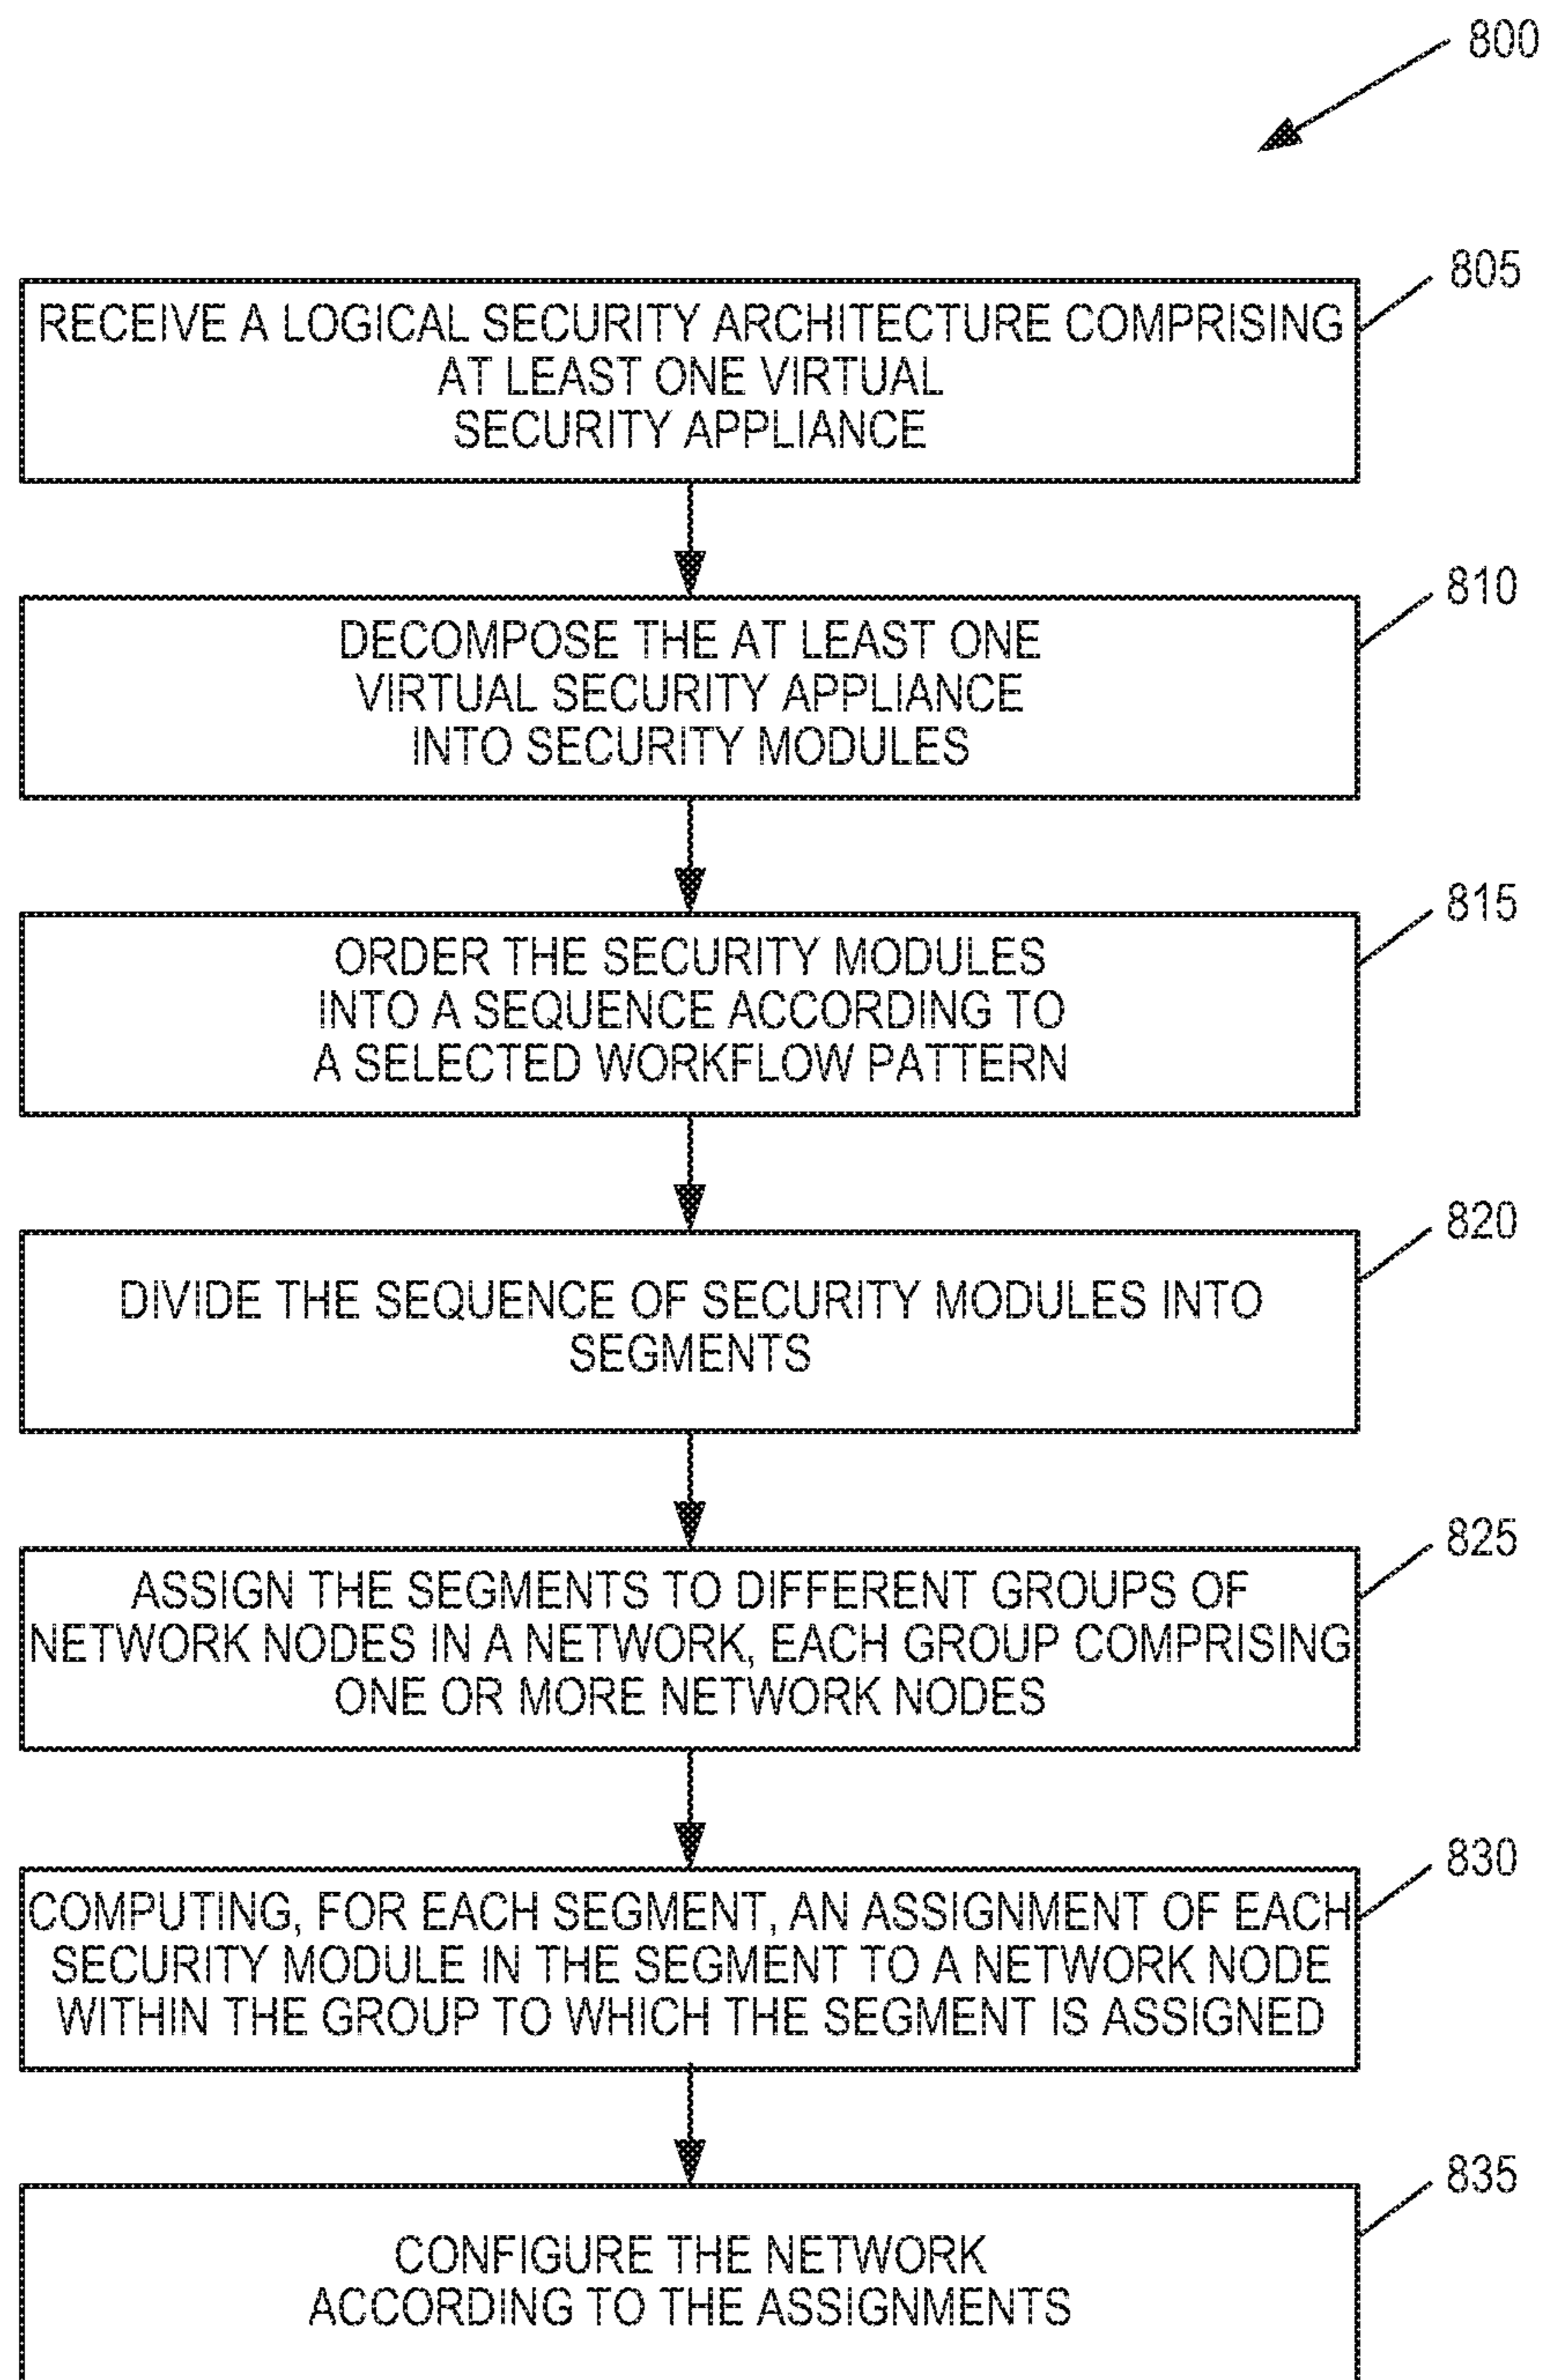 800
805
RECEIVE A LOGICAL SECURITY ARCHITECTURE COMPRISING
AT LEAST ONE VIRTUAL
SECURITY APPLIANCE
810
DECOMPOSE THE AT LEAST ONE
VIRTUAL SECURITY APPLIANCE
INTO SECURITY MODULES
815
ORDER THE SECURITY MODULES
INTO A SEQUENCE ACCORDING TO
A SELECTED WORKFLOW PATTERN
820
DIVIDE THE SEQUENCE OF SECURITY MODULES INTO
SEGMENTS
825
ASSIGN THE SEGMENTS TO DIFFERENT GROUPS OF
NETWORK NODES IN A NETWORK, EACH GROUP COMPRISING
ONE OR MORE NETWORK NODES
830
COMPUTING, FOR EACH SEGMENT, AN ASSIGNMENT OF EACH
SECURITY MODULE IN THE SEGMENT TO A NETWORK NODE
WITHIN THE GROUP TO WHICH THE SEGMENT IS ASSIGNED
835
CONFIGURE THE NETWORK
ACCORDING TO THE ASSIGNMENTS